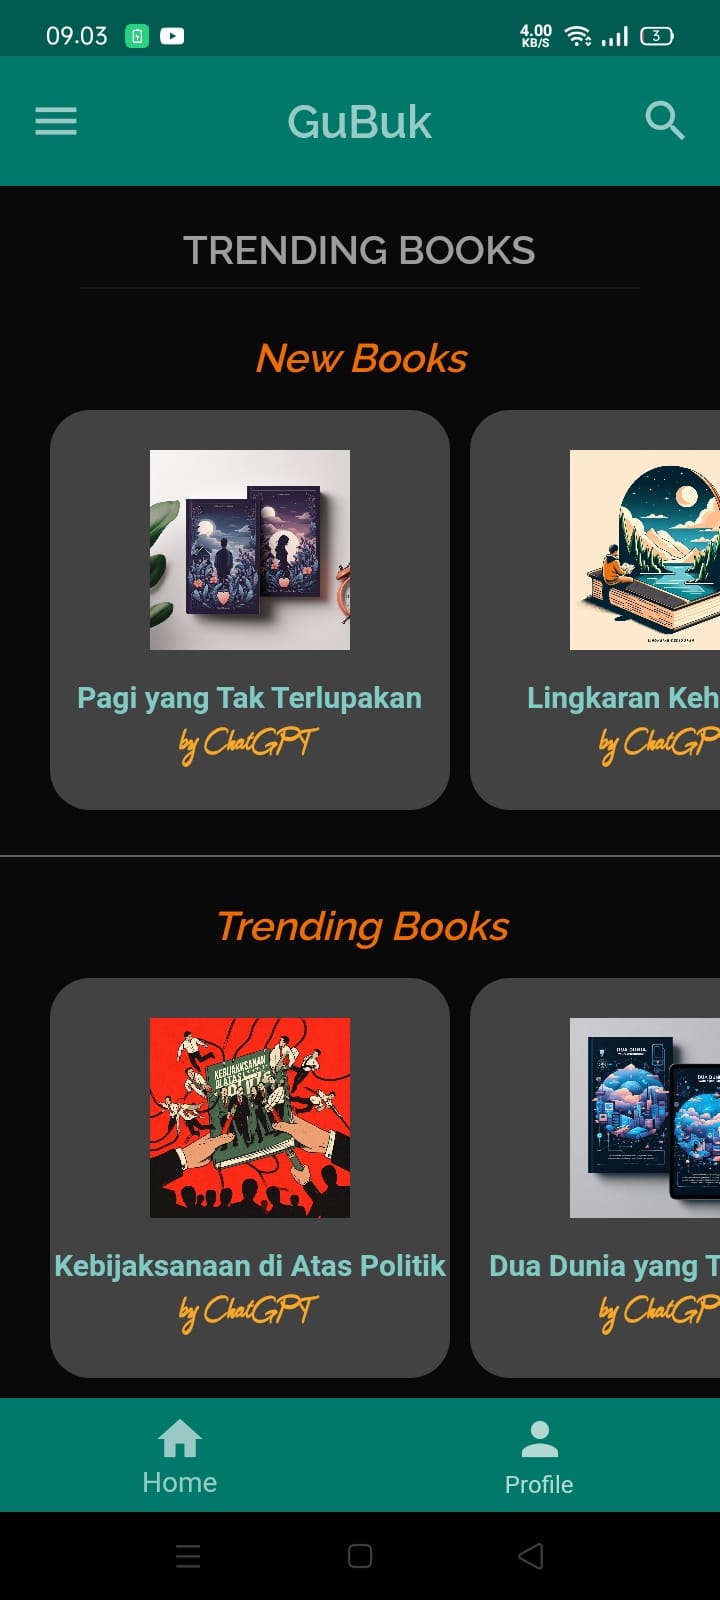 09.03
4.00
KB/S
3
GuBuk
TRENDING BOOKS
New Books
Pagi yang Tak Terlupakan
by ChatGPT
Lingkaran Keh
by ChatGP
Trending Books
KEBIJAKSANAAN
DI ATAS
Kebijaksanaan di Atas Politik
by ChatGPT
DUA DUNIA
Dua Dunia yang T
by ChatGP
Home
Profile